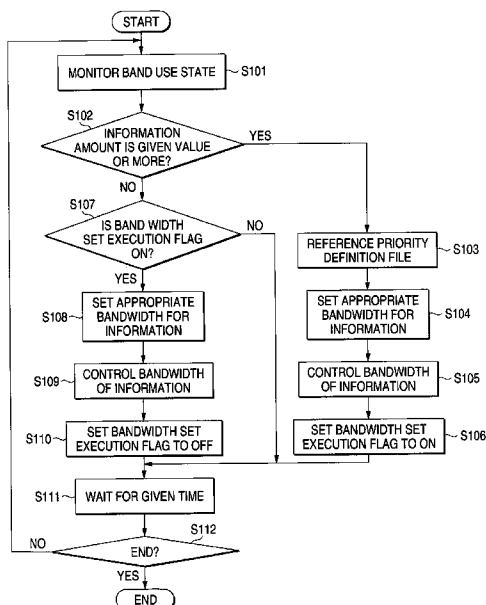 START
MONITOR BAND USE STATE
S101
S102
INFORMATION
AMOUNT IS GIVEN VALUE
OR MORE?
YES
NO
S107
IS BAND WIDTH
SET EXECUTION FLAG
ON?
NO
YES
REFERENCE PRIORITY
DEFINITION FILE
S103
S108
SET APPROPRIATE
BANDWIDTH FOR
INFORMATION
SET APPROPRIATE
BANDWIDTH FOR
INFORMATION
S104
S109
CONTROL BANDWIDTH
OF INFORMATION
CONTROL BANDWIDTH
OF INFORMATION
S105
S110
SET BANDWIDTH SET
EXECUTION FLAG TO OFF
SET BANDWIDTH SET
EXECUTION FLAG TO ON
S106
S111
WAIT FOR GIVEN TIME
S112
NO
END?
YES
END